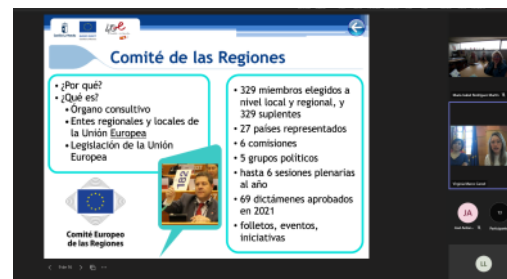 Comité de las Regiones
• ¿Por qué?
• ¿Qué es?
• Órgano consultivo
• Entes regionales y locales de
la Unión Europea
• Legislación de la Unión
Europea
Comité Europeo
de las Regiones
182
• 329 miembros elegidos a
nivel local y regional, y
329 suplentes
• 27 países representados
• 6 comisiones
• 5 grupos políticos
• hasta 6 sesiones plenarias
al año
• 69 dictámenes aprobados
en 2021
• folletos, eventos,
iniciativas
JA
LL